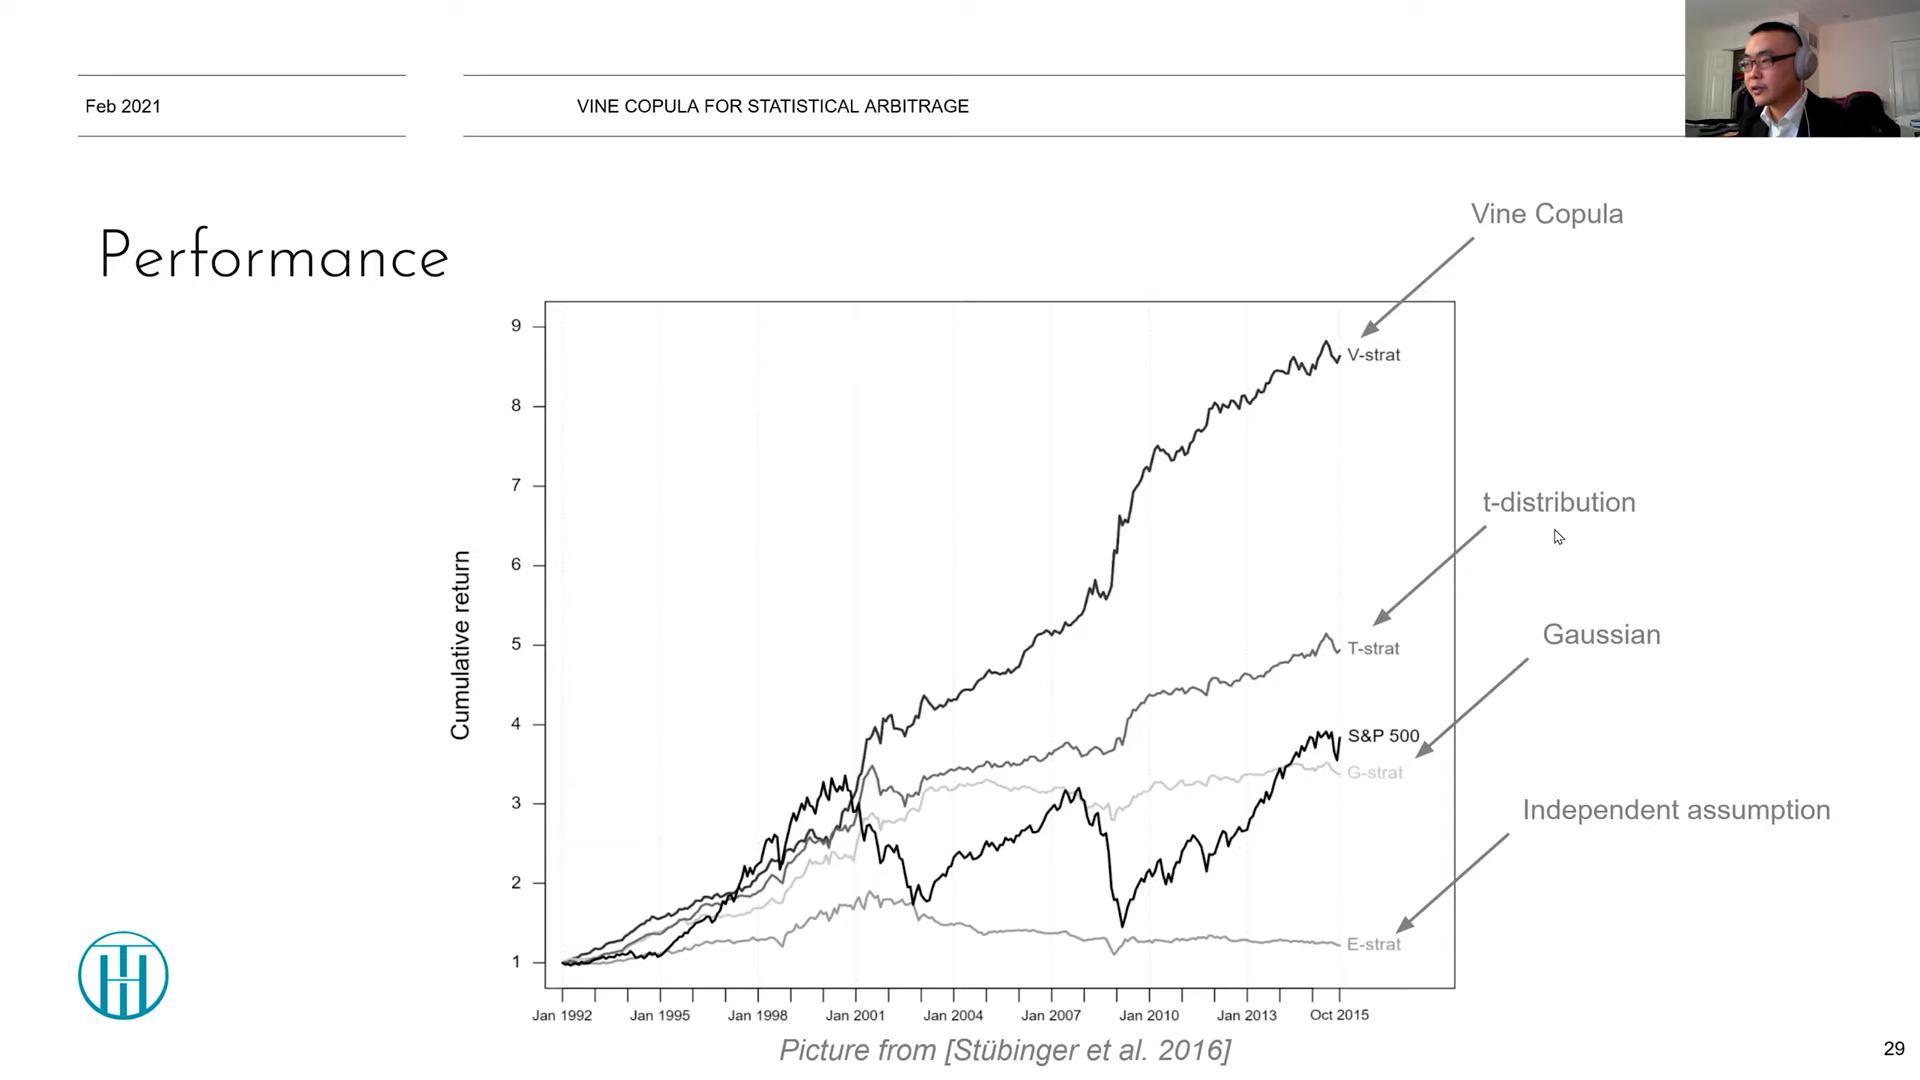 Feb 2021
VINE COPULA FOR STATISTICAL ARBITRAGE
Performance
Vine Copula
t-distribution
Gaussian
Independent assumption
Cumulative return
9
8
7
6
5
4
3
2
1
V-strat
T-strat
S&P 500
G-strat
E-strat
Jan 1992 Jan 1995 Jan 1998 Jan 2001 Jan 2004 Jan 2007 Jan 2010 Jan 2013 Oct 2015
Picture from [Stübinger et al. 2016]
29